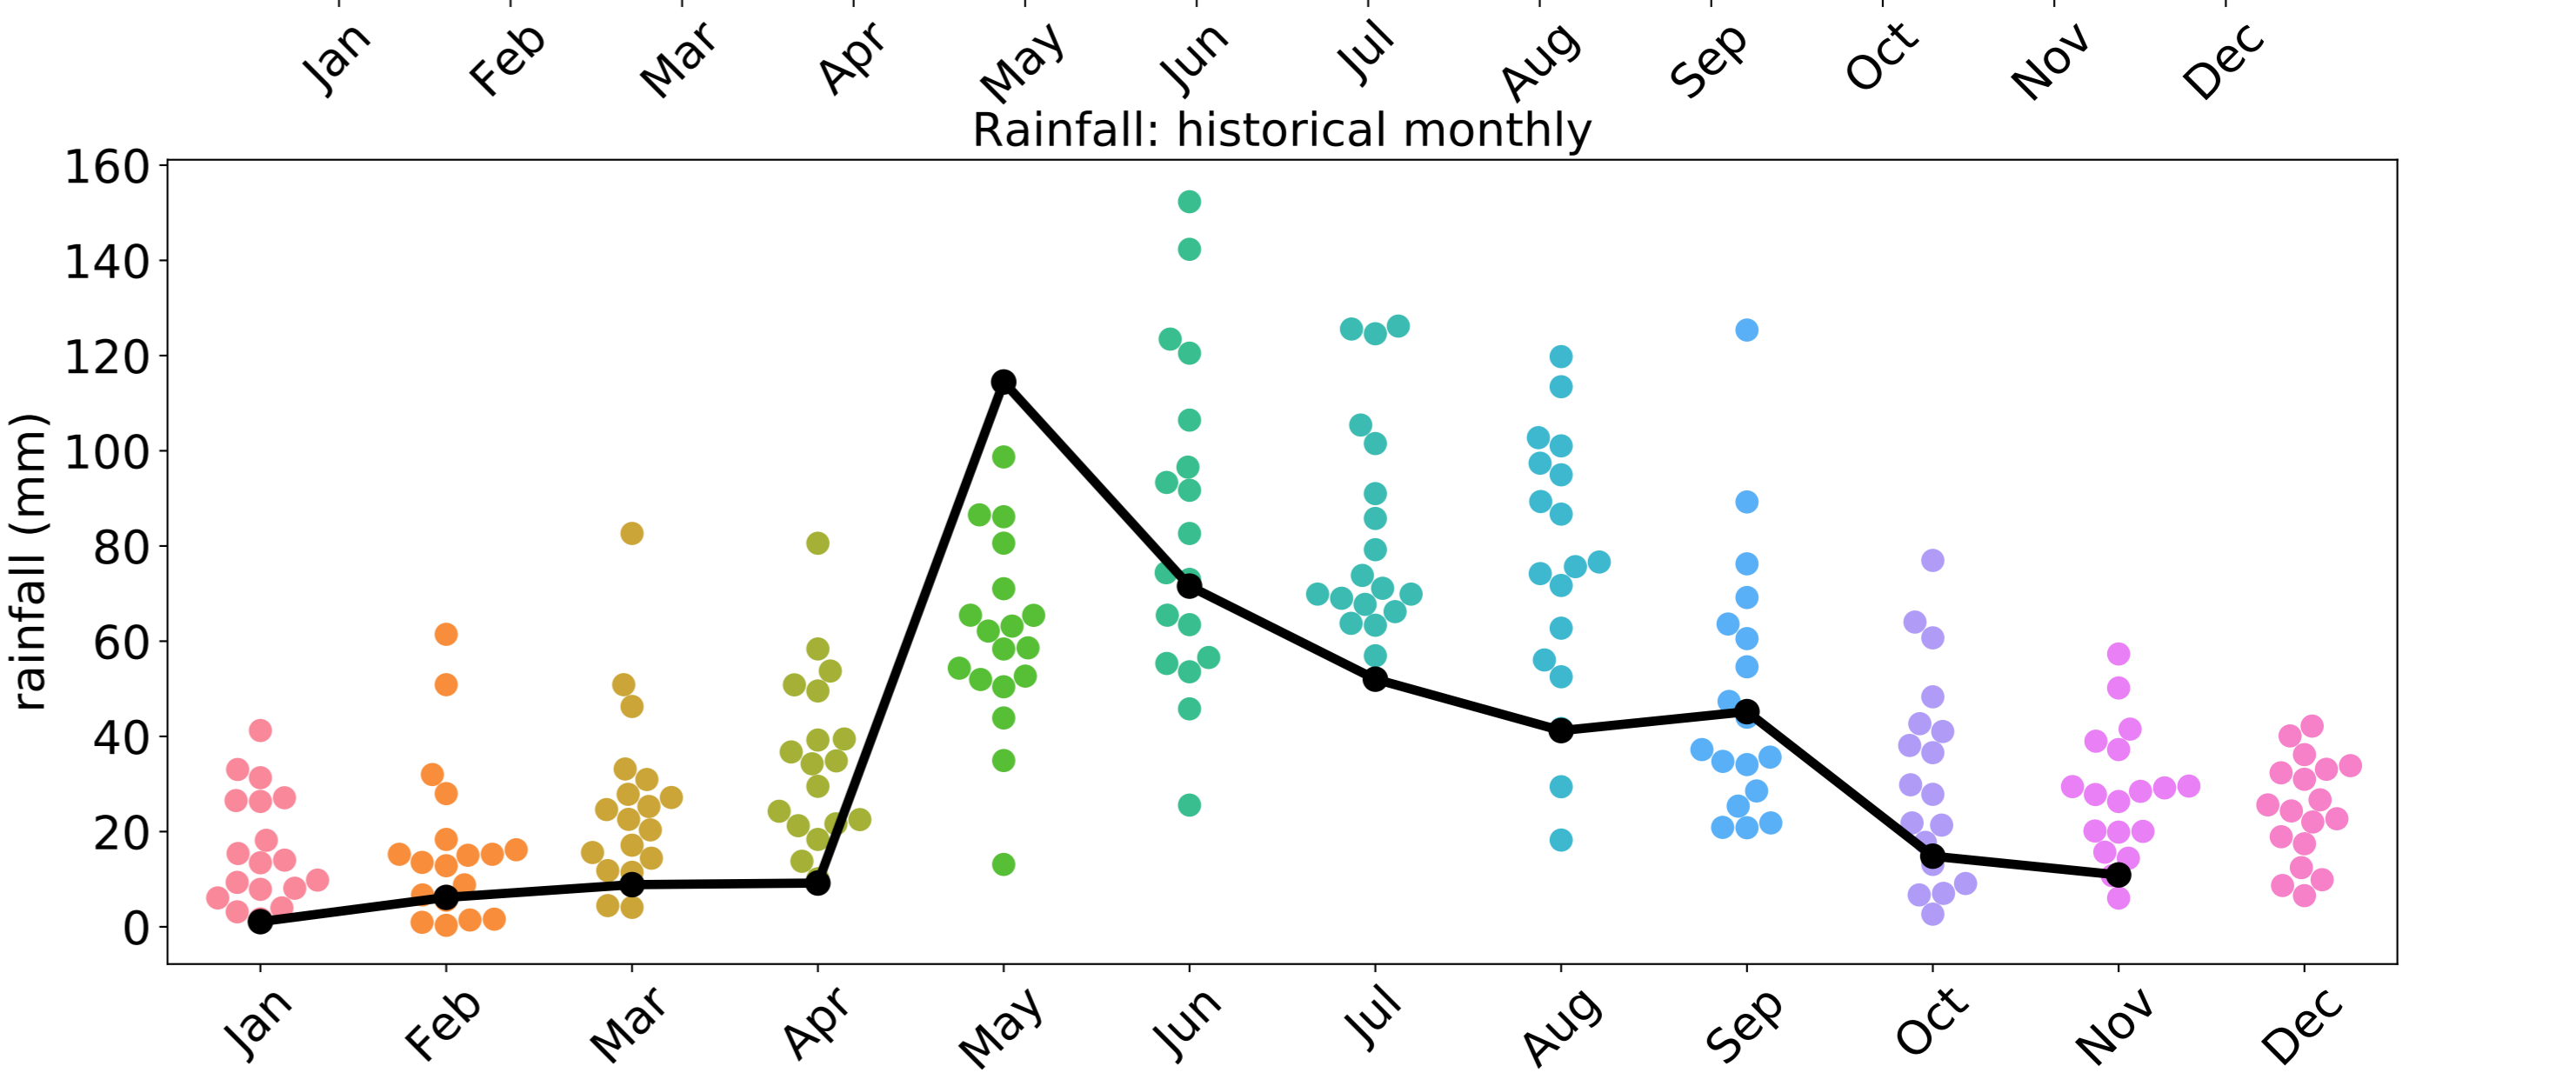 Jan Feb Mar Apr May Jun Jul Aug Sep Oct Nov Dec
Rainfall: historical monthly
160
140
120
100
80
60
40
20
0
rainfall (mm)
Jan Feb Mar Apr May Jun Jul Aug Sep Oct Nov Dec